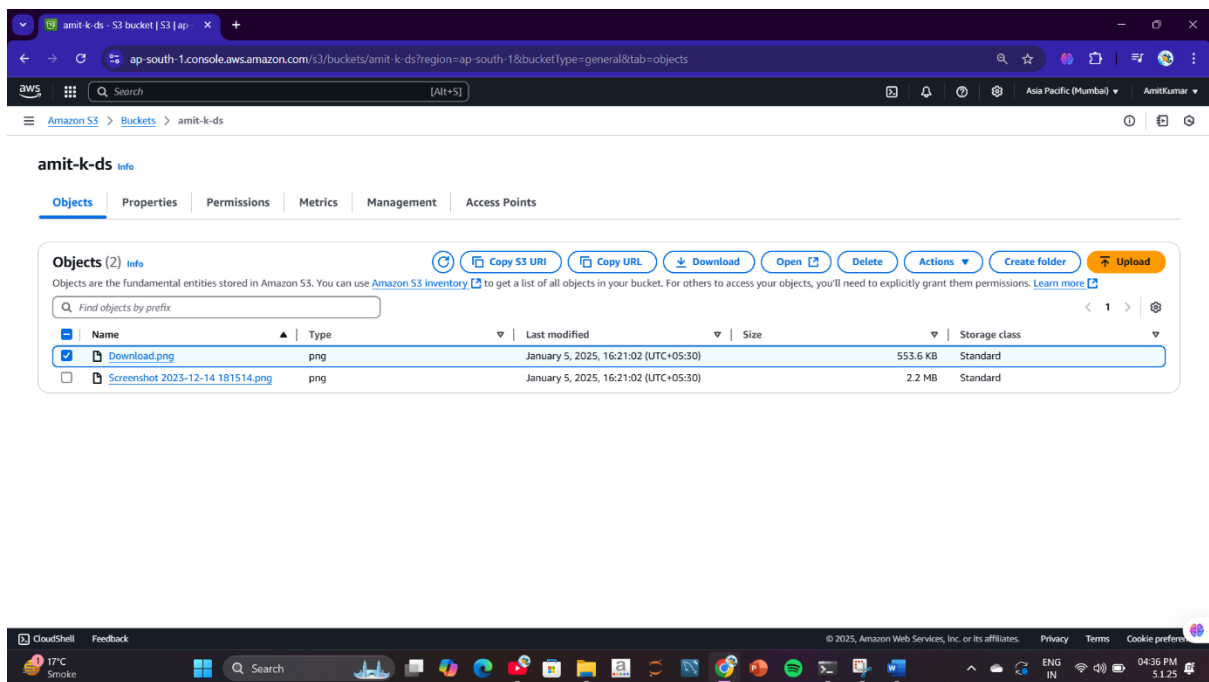 amit-k-ds - S3 bucket | S3 | ap-
ap-south-1.console.aws.amazon.com/s3/buckets/amit-k-ds?region=ap-south-1&bucketType=general&tab=objects
aws Search [Alt+S] Asia Pacific (Mumbai) AmitKumar
Amazon S3 > Buckets > amit-k-ds
amit-k-ds Info
Objects Properties Permissions Metrics Management Access Points
Objects (2) Info Copy S3 URI Copy URL Download Open Delete Actions Create folder Upload
Objects are the fundamental entities stored in Amazon S3. You can use Amazon S3 inventory to get a list of all objects in your bucket. For others to access your objects, you'll need to explicitly grant them permissions. Learn more
Find objects by prefix < 1 >
Name Type Last modified Size Storage class
Download.png png January 5, 2025, 16:21:02 (UTC+05:30) 553.6 KB Standard
Screenshot 2023-12-14 181514.png png January 5, 2025, 16:21:02 (UTC+05:30) 2.2 MB Standard
CloudShell Feedback © 2025, Amazon Web Services, Inc. or its affiliates. Privacy Terms Cookie preferen
1 17°C Search ENG 04:36 PM
Smoke IN 5.1.25